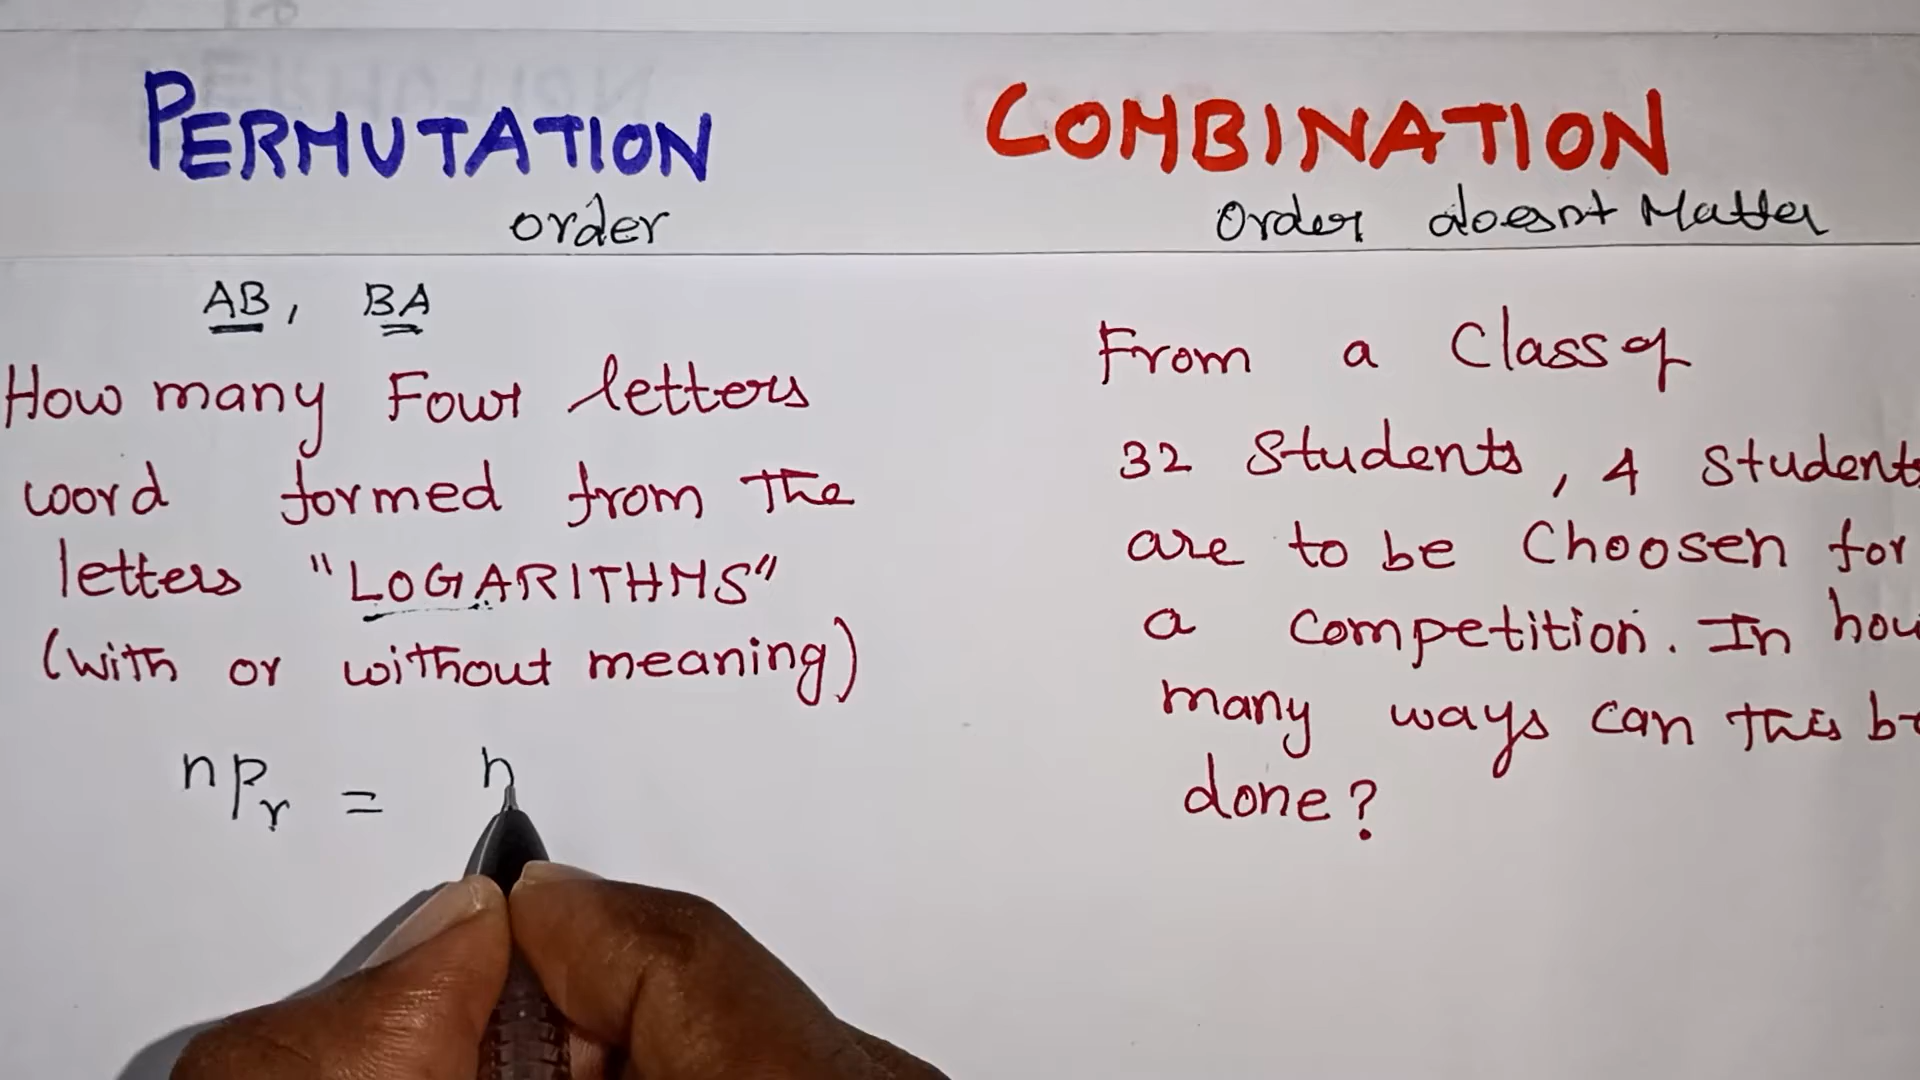 PERMUTATION
order
AB, BA
How many Four letters
word formed from the
letters "LOGARITHMS"
(with or without meaning)
nPr = n
COMBINATION
Order doesnt Matter
From a Class of
32 Students, 4 Students
are to be Choosen for
a competition. In how
many ways can this be
done?